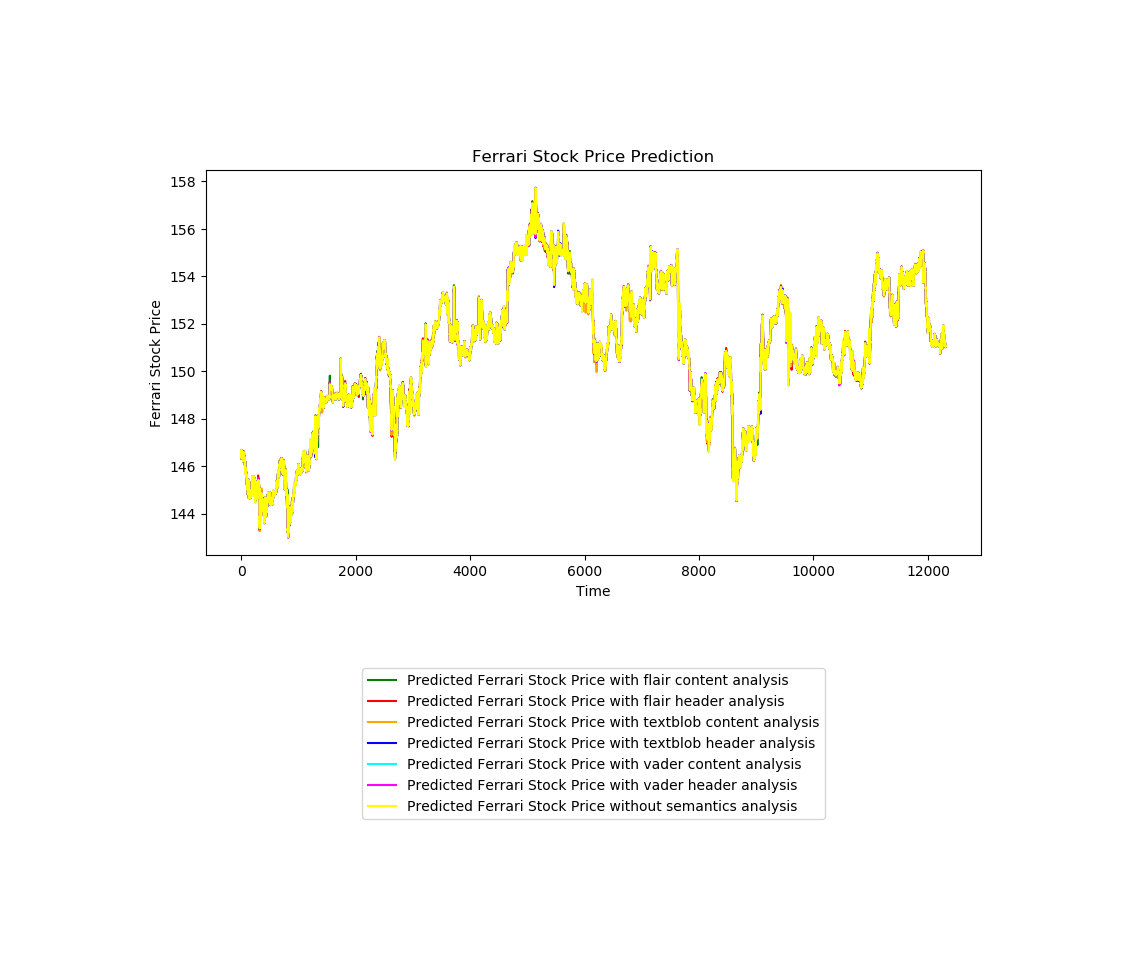 Ferrari Stock Price Prediction
158
156
154
152
150
148
146
144
Ferrari Stock Price
0 2000 4000 6000 8000 10000 12000
Time
Predicted Ferrari Stock Price with flair content analysis
Predicted Ferrari Stock Price with flair header analysis
Predicted Ferrari Stock Price with textblob content analysis
Predicted Ferrari Stock Price with textblob header analysis
Predicted Ferrari Stock Price with vader content analysis
Predicted Ferrari Stock Price with vader header analysis
Predicted Ferrari Stock Price without semantics analysis